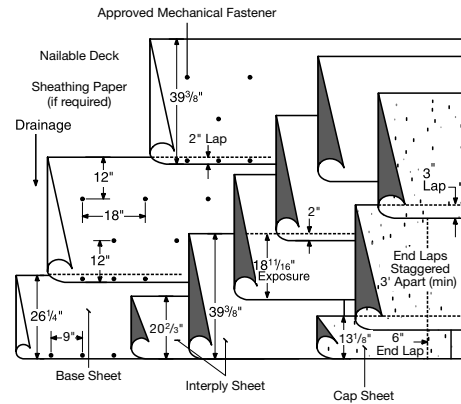 Approved Mechanical Fastener
Nailable Deck
Sheathing Paper
(if required)
Drainage
39⅜"
2" Lap
12"
18"
12"
3"
Lap
2"
18¹¹/₁₆"
Exposure
End Laps
Staggered
3' Apart (min)
26¼"
9"
20⅔"
39⅜"
13⅛"
6"
End Lap
Base Sheet
Interply Sheet
Cap Sheet